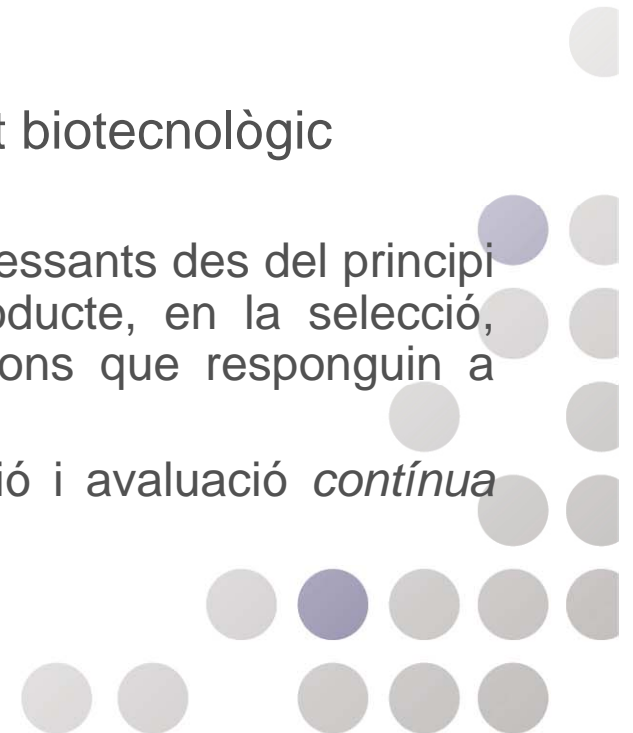 t biotecnològic
essants des del principi
oducte, en la selecció,
ons que responguin a
ió i avaluació contínua